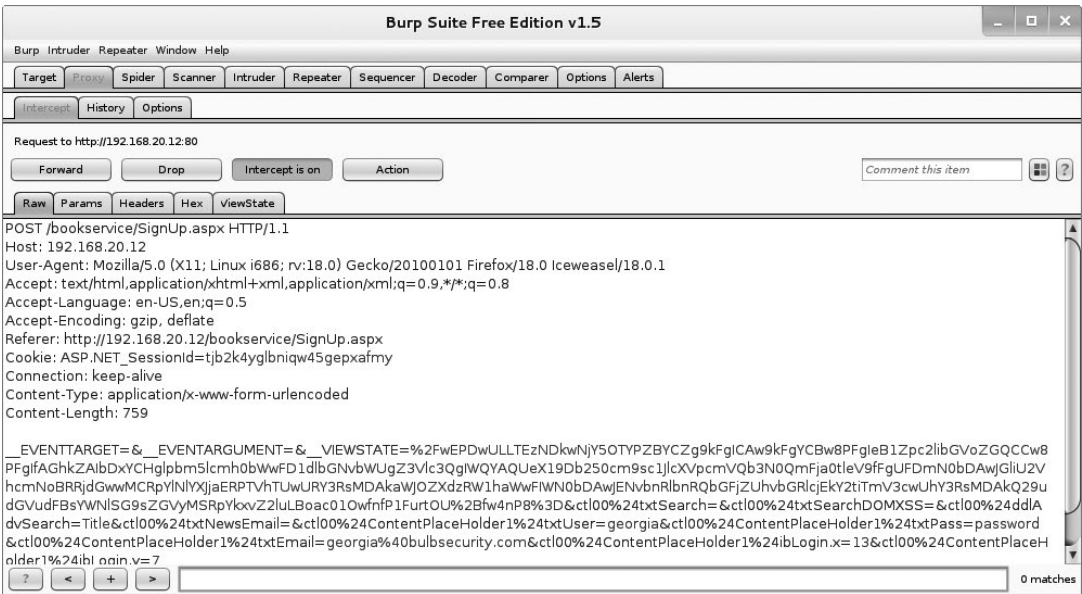 Burp Suite Free Edition v1.5
Burp Intruder Repeater Window Help
Target Proxy Spider Scanner Intruder Repeater Sequencer Decoder Comparer Options Alerts
Intercept History Options
Request to http://192.168.20.12:80
Forward Drop Intercept is on Action Comment this item ?
Raw Params Headers Hex ViewState
POST /bookservice/SignUp.aspx HTTP/1.1
Host: 192.168.20.12
User-Agent: Mozilla/5.0 (X11; Linux i686; rv:18.0) Gecko/20100101 Firefox/18.0 Iceweasel/18.0.1
Accept: text/html,application/xhtml+xml,application/xml;q=0.9,*/*;q=0.8
Accept-Language: en-US,en;q=0.5
Accept-Encoding: gzip, deflate
Referer: http://192.168.20.12/bookservice/SignUp.aspx
Cookie: ASP.NET_SessionId=tjb2k4yglbniqw45gepxafmy
Connection: keep-alive
Content-Type: application/x-www-form-urlencoded
Content-Length: 759
__EVENTTARGET=&__EVENTARGUMENT=&__VIEWSTATE=%2FwEPDwULLTEzNDkwNjY5OTYPZBYCZg9kFgICAw9kFgYCBw8PFgIeB1Zpc2libGVoZGQCCw8
PFgIfAGhkZAIbDxYCHglpbm5lcmh0bWwFD1dlbGNvbWUgZ3Vlc3QgIWQYAQUeX19Db250cm9sc1JlcXVpcmVQb3N0QmFja0tleV9fFgUFDmN0bDAwJGliU2V
hcmNoBRRjdGwwMCRpYlNlYXJjaERPTVhTUwURY3RsMDAkaWJOZXdzRW1haWwFIWN0bDAwJENvbnRlbnRQbGFjZUhvbGRlcjEkY2tiTmV3cwUhY3RsMDAkQ29u
dGVudFBsYWNlSG9sZGVyMSRpYkxvZ2luLBoac01OwfnfP1FurtOU%2Bfw4nP8%3D&ctl00%24txtSearch=&ctl00%24txtSearchDOMXSS=&ctl00%24ddlA
dvSearch=Title&ctl00%24txtNewsEmail=&ctl00%24ContentPlaceHolder1%24txtUser=georgia&ctl00%24ContentPlaceHolder1%24txtPass=password
&ctl00%24ContentPlaceHolder1%24txtEmail=georgia%40bulbsecurity.com&ctl00%24ContentPlaceHolder1%24ibLogin.x=13&ctl00%24ContentPlaceH
older1%24ibLogin.y=7
? < + > 0 matches